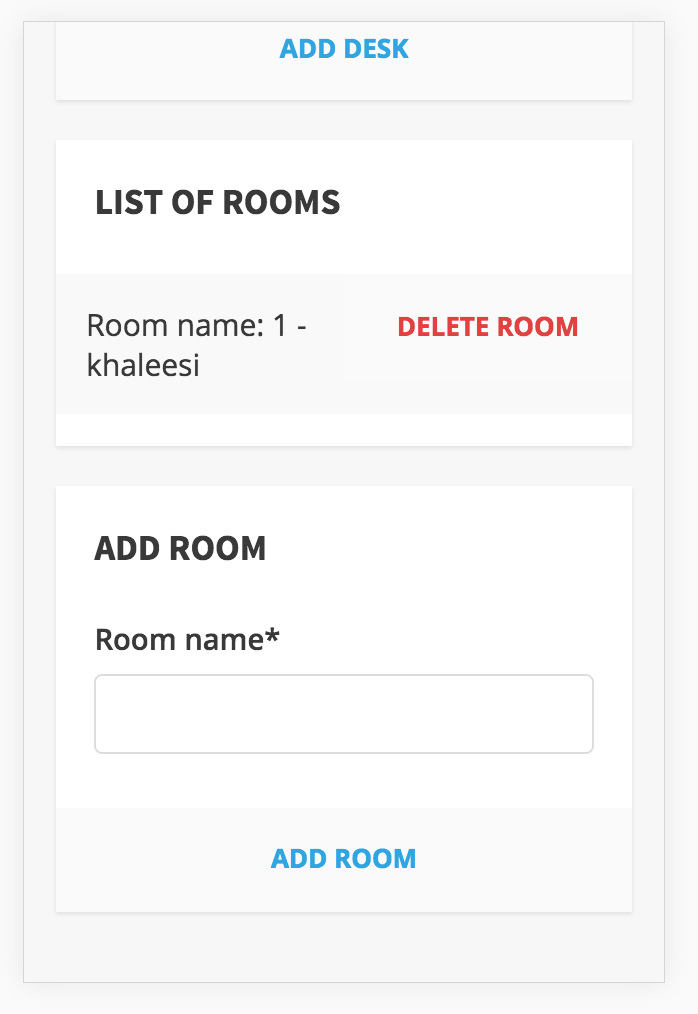 ADD DESK
LIST OF ROOMS
Room name: 1 -
khaleesi
DELETE ROOM
ADD ROOM
Room name*
ADD ROOM